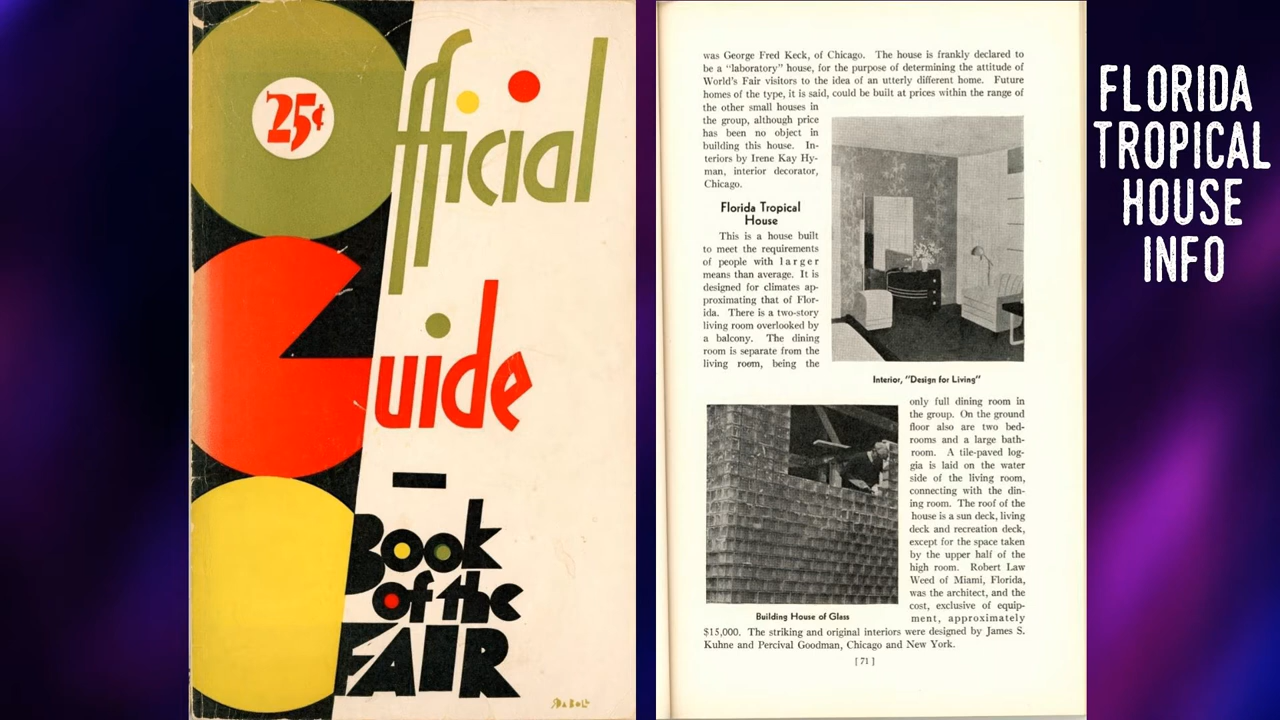 25¢
Official
Guide
Book
of the
FAIR
was George Fred Keck, of Chicago. The house is frankly declared to
be a "laboratory" house, for the purpose of determining the attitude of
World's Fair visitors to the idea of an utterly different home. Future
homes of the type, it is said, could be built at prices within the range of
the other small houses in
the group, although price
has been no object in
building this house. In-
teriors by Irene Kay Hy-
man, interior decorator,
Chicago.
Florida Tropical
House
This is a house built
to meet the requirements
of people with larger
means than average. It is
designed for climates ap-
proximating that of Flor-
ida. There is a two-story
living room overlooked by
a balcony. The dining
room is separate from the
living room, being the
Interior, "Design for Living"
only full dining room in
the group. On the ground
floor also are two bed-
rooms and a large bath-
room. A tile-paved log-
gia is laid on the water
side of the living room,
connecting with the din-
ing room. The roof of the
house is a sun deck, living
deck and recreation deck,
except for the space taken
by the upper half of the
high room. Robert Law
Weed of Miami, Florida,
was the architect, and the
cost, exclusive of equip-
ment, approximately
Building House of Glass
$15,000. The striking and original interiors were designed by James S.
Kuhne and Percival Goodman, Chicago and New York.
[ 71 ]
FLORIDA
TROPICAL
HOUSE
INFO